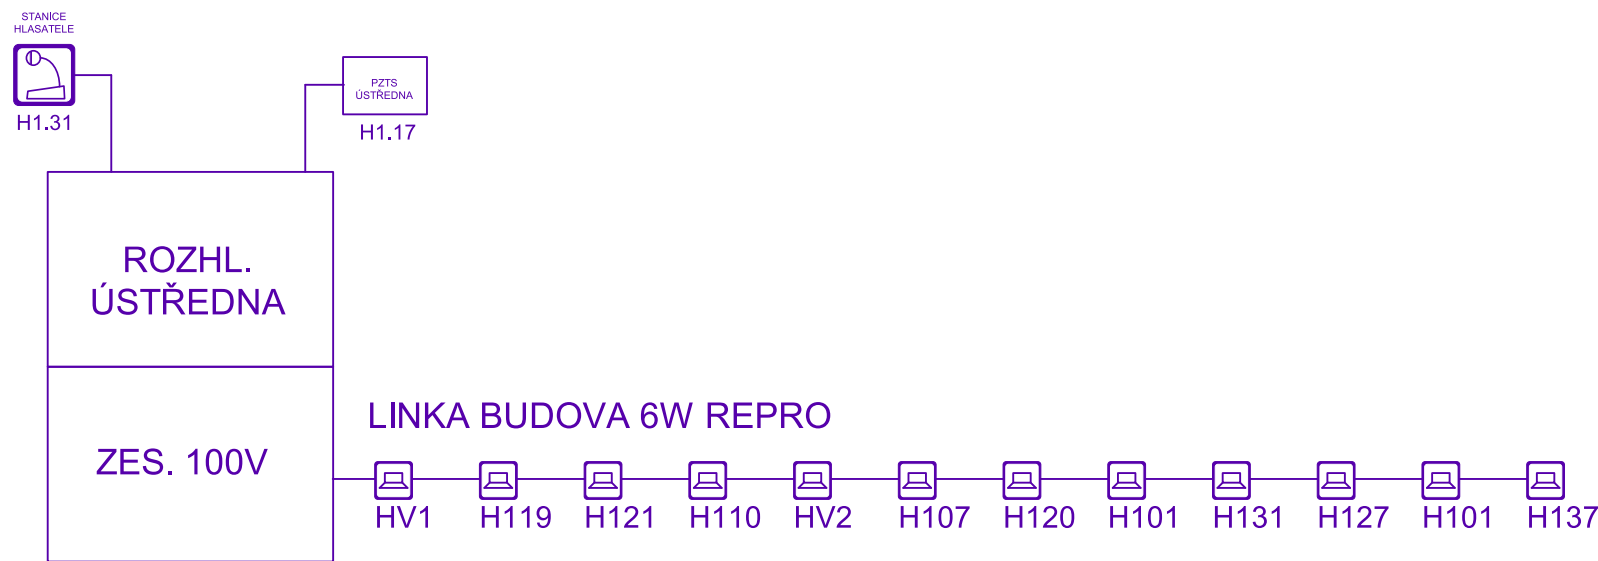 STANICE
HLASATELE
H1.31
PZTS
ÚSTŘEDNA
H1.17
ROZHL.
ÚSTŘEDNA
ZES. 100V
LINKA BUDOVA 6W REPRO
HV1 H119 H121 H110 HV2 H107 H120 H101 H131 H127 H101 H137